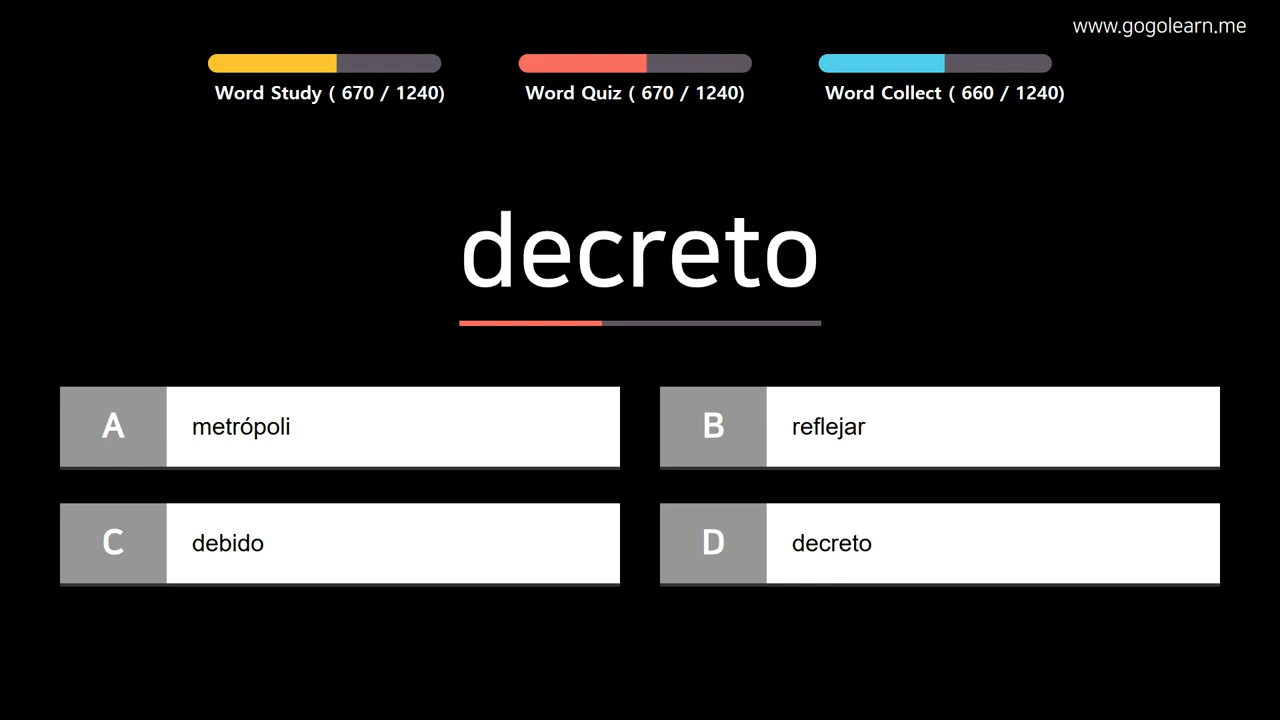 www.gogolearn.me
Word Study ( 670 / 1240)
Word Quiz ( 670 / 1240)
Word Collect ( 660 / 1240)
decreto
A metrópoli
B reflejar
C debido
D decreto